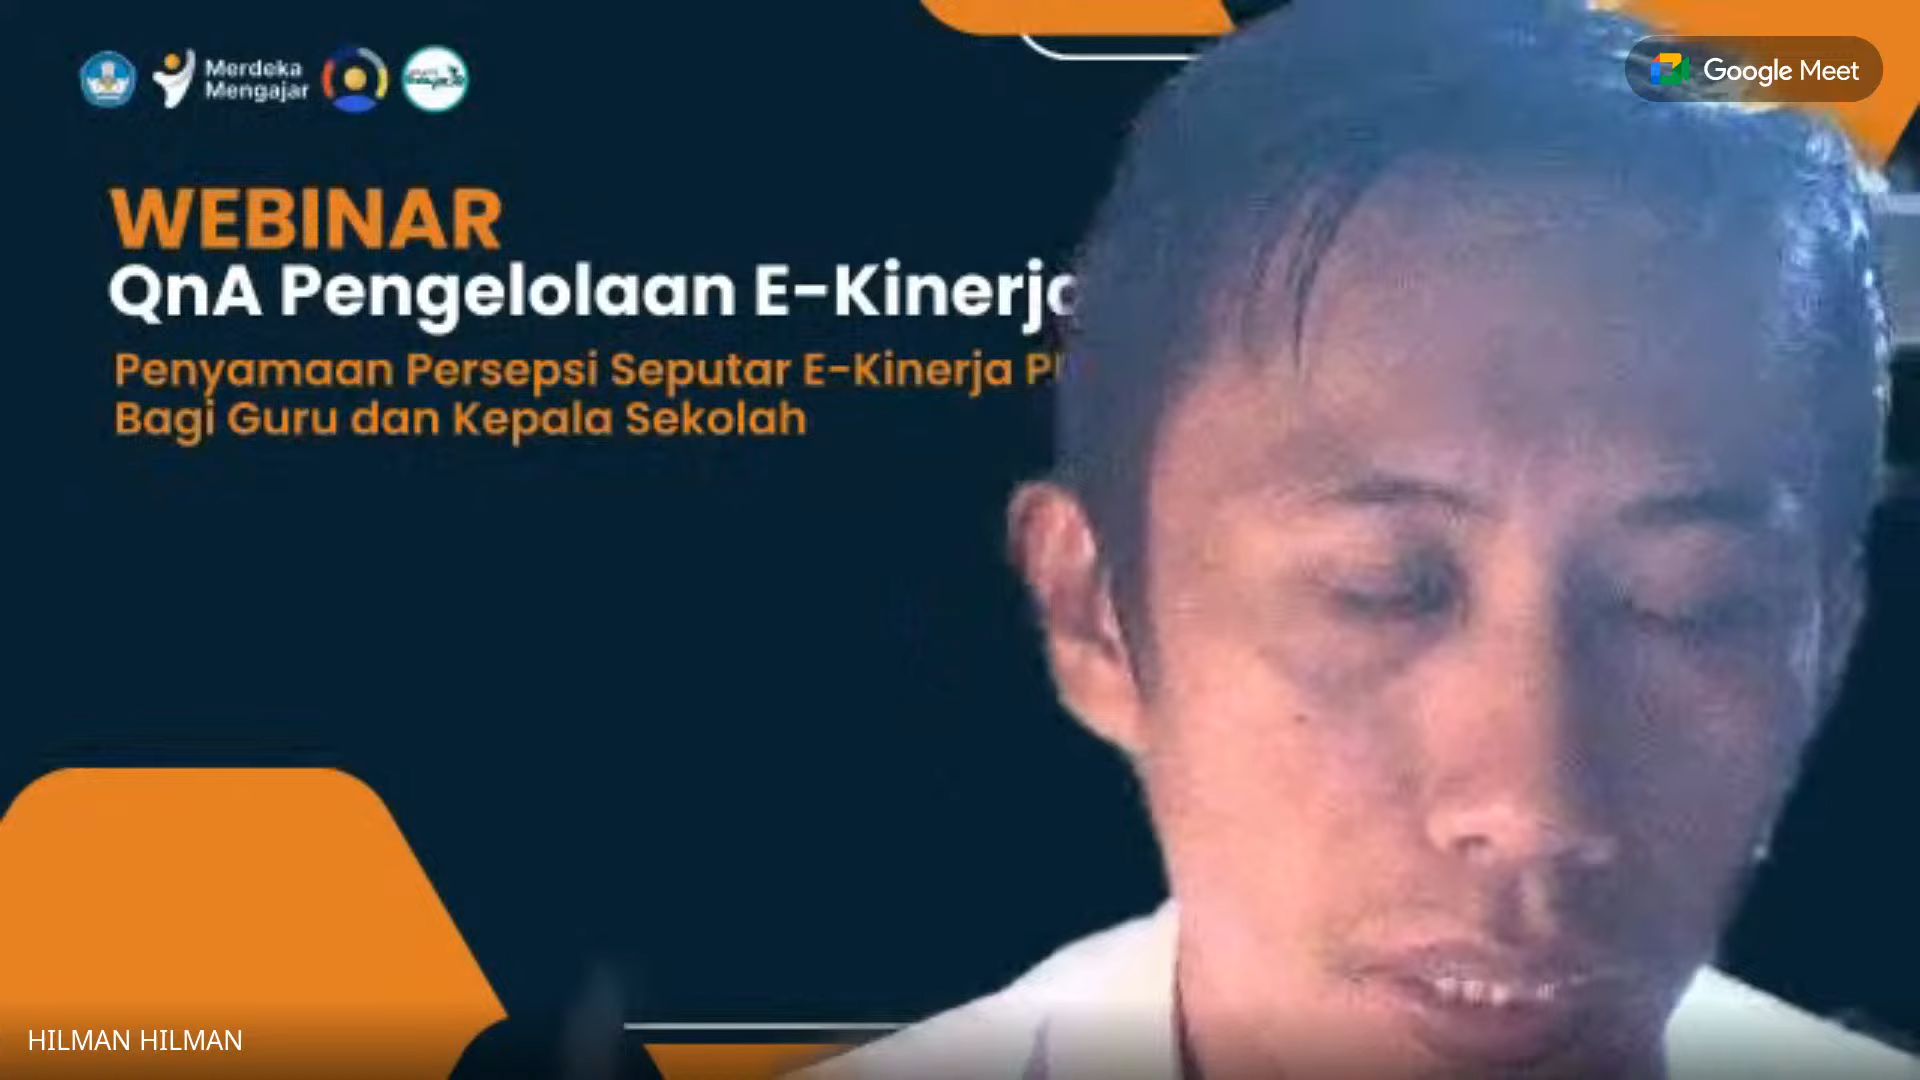 Merdeka
Mengajar
Google Meet
WEBINAR
QnA Pengelolaan E-Kinerja
Penyamaan Persepsi Seputar E-Kinerja
Bagi Guru dan Kepala Sekolah
HILMAN HILMAN